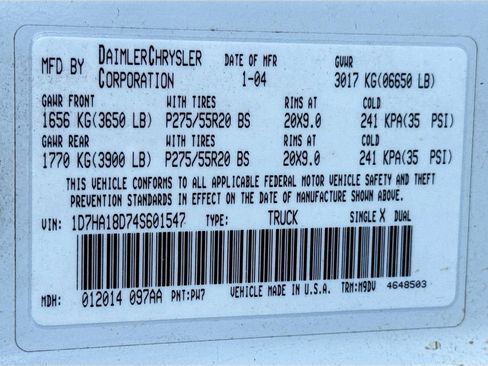 MFD BY DAIMLERCHRYSLER CORPORATION DATE OF MFR 1-04 GVWR 3017 KG(06650 LB)
GAWR FRONT WITH TIRES RIMS AT COLD
1656 KG(3650 LB) P275/55R20 BS 20X9.0 241 KPA(35 PSI)
GAWR REAR WITH TIRES RIMS AT COLD
1770 KG(3900 LB) P275/55R20 BS 20X9.0 241 KPA(35 PSI)
THIS VEHICLE CONFORMS TO ALL APPLICABLE FEDERAL MOTOR VEHICLE SAFETY AND THEFT
PREVENTION STANDARDS IN EFFECT ON THE DATE OF MANUFACTURE SHOWN ABOVE.
VIN: 1D7HA18D74S601547 TYPE: TRUCK SINGLE X DUAL
MDH: 012014 097AA PNT:PW7 VEHICLE MADE IN U.S.A. TRM:M9DV 4648503